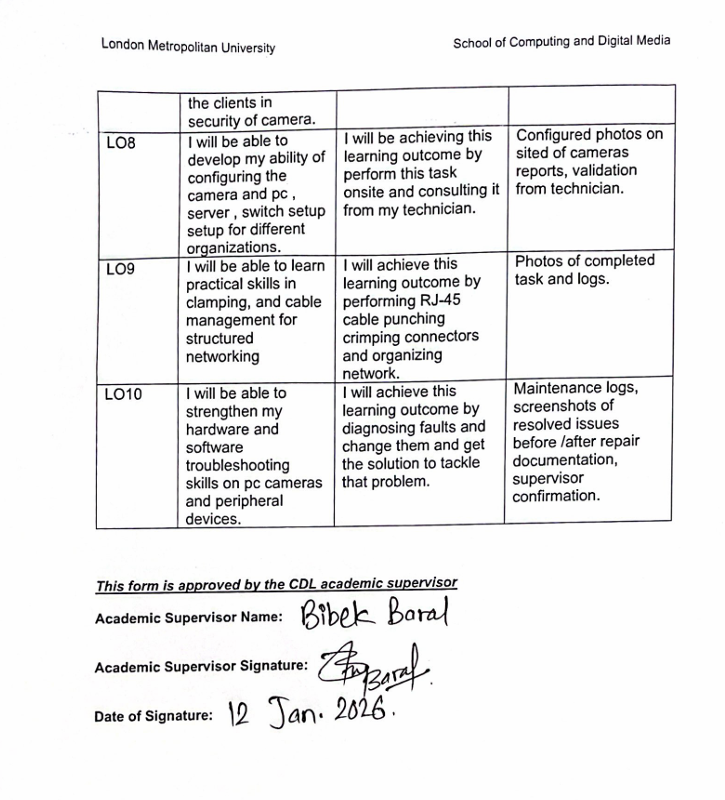 London Metropolitan University
School of Computing and Digital Media
the clients in
security of camera.
LO8
I will be able to
develop my ability of
configuring the
camera and pc ,
server , switch setup
setup for different
organizations.
I will be achieving this
learning outcome by
perform this task
onsite and consulting it
from my technician.
Configured photos on
sited of cameras
reports, validation
from technician.
LO9
I will be able to learn
practical skills in
clamping, and cable
management for
structured
networking
I will achieve this
learning outcome by
performing RJ-45
cable punching
crimping connectors
and organizing
network.
Photos of completed
task and logs.
LO10
I will be able to
strengthen my
hardware and
software
troubleshooting
skills on pc cameras
and peripheral
devices.
I will achieve this
learning outcome by
diagnosing faults and
change them and get
the solution to tackle
that problem.
Maintenance logs,
screenshots of
resolved issues
before /after repair
documentation,
supervisor
confirmation.
This form is approved by the CDL academic supervisor
Academic Supervisor Name: Bibek Baral
Academic Supervisor Signature: Baral
Date of Signature: 12 Jan. 2026.